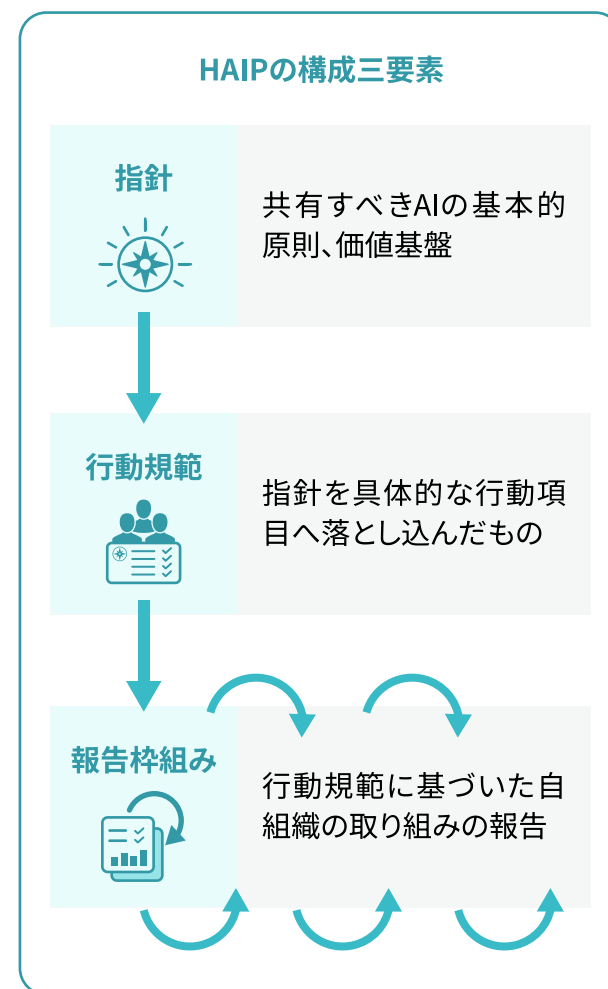 HAIPの構成三要素
指針
共有すべきAIの基本的
原則、価値基盤
行動規範
指針を具体的な行動項
目へ落とし込んだもの
報告枠組み
行動規範に基づいた自
組織の取り組みの報告